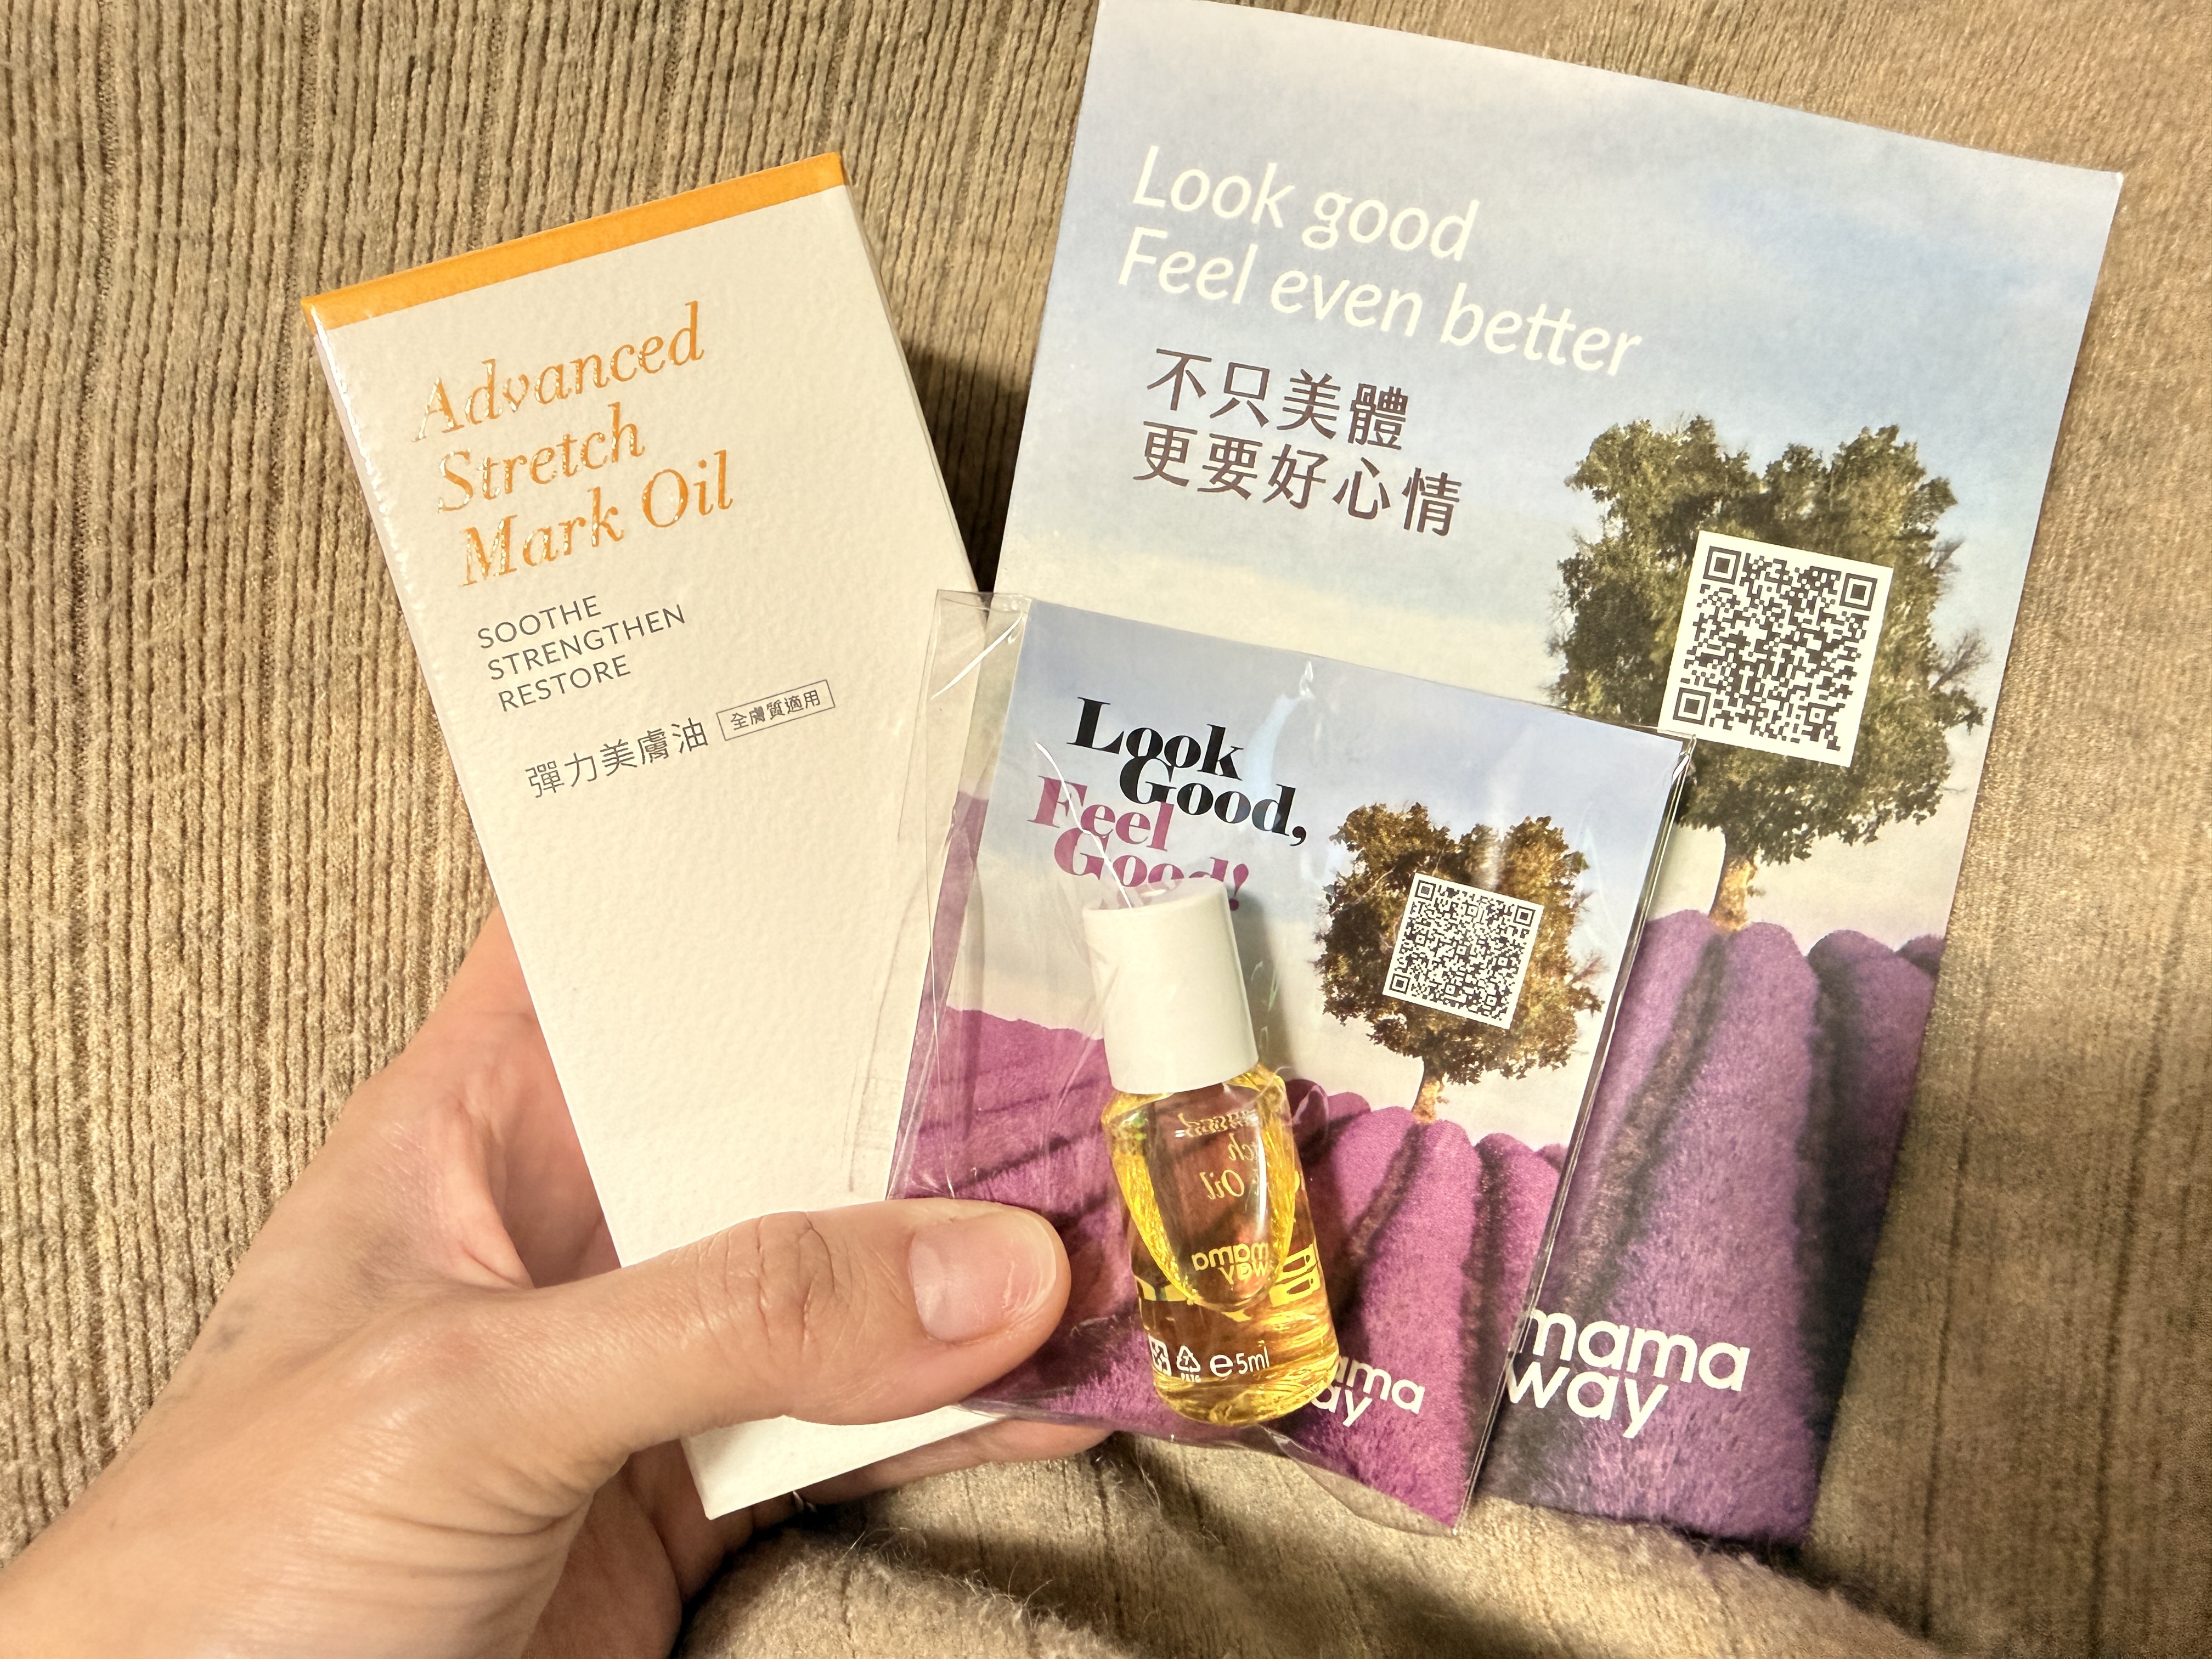 Advanced
Stretch
Mark Oil
SOOTHE
STRENGTHEN
RESTORE
彈力美膚油 全膚質適用
Look good
Feel even better
不只美體
更要好心情
mama
way
Look
Good,
Feel
Good!
mama
way
e5ml